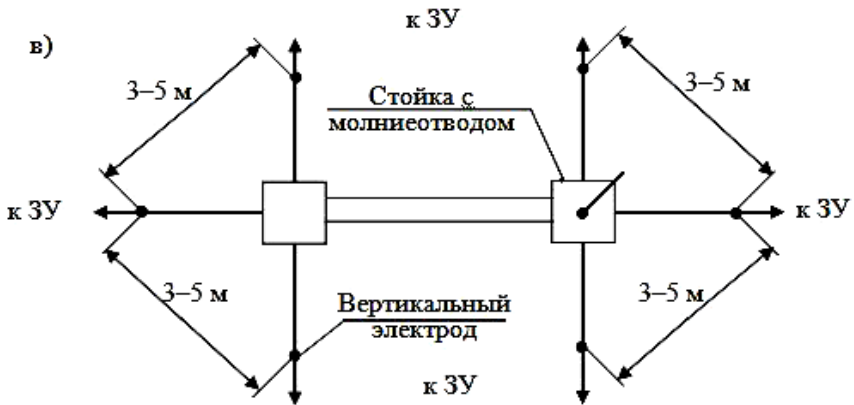 к ЗУ
в)
3–5 м
3–5 м
Стойка с
молниеотводом
к ЗУ
к ЗУ
3–5 м
3–5 м
Вертикальный
электрод
к ЗУ